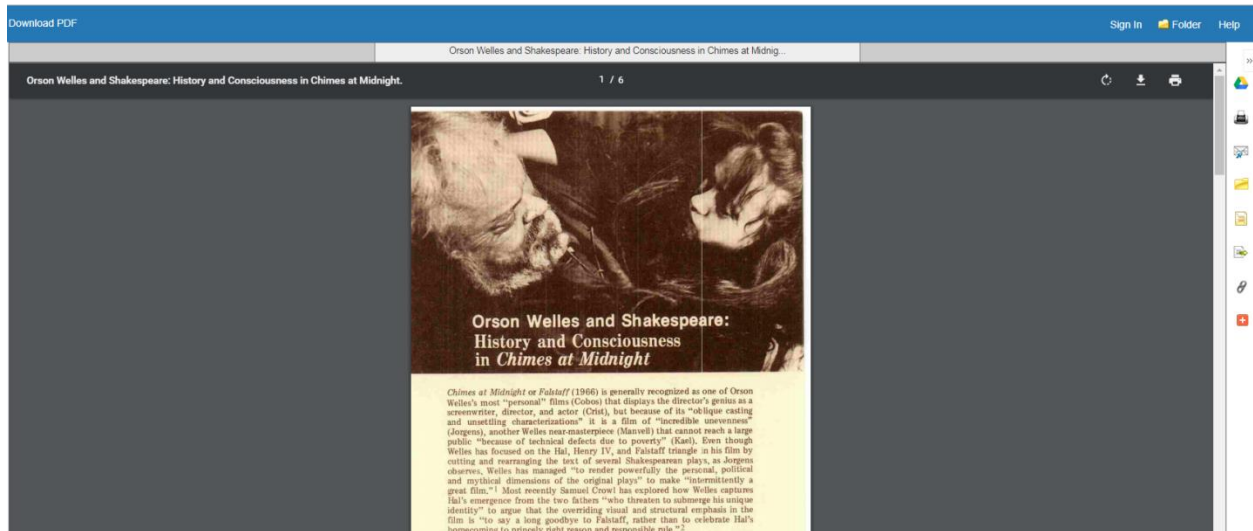 Download PDF
Sign In
Folder
Help
Orson Welles and Shakespeare: History and Consciousness in Chimes at Midnig...
Orson Welles and Shakespeare: History and Consciousness in Chimes at Midnight.
1 / 6
»
Orson Welles and Shakespeare:
History and Consciousness
in Chimes at Midnight
Chimes at Midnight or Falstaff (1966) is generally recognized as one of Orson
Welles's most "personal" films (Cobos) that displays the director's genius as a
screenwriter, director, and actor (Crist), but because of its "oblique casting
and unsettling characterizations" it is a film of "incredible unevenness"
(Jorgens), another Welles near-masterpiece (Manvell) that cannot reach a large
public "because of technical defects due to poverty" (Kael). Even though
Welles has focused on the Hal, Henry IV, and Falstaff triangle in his film by
cutting and rearranging the text of several Shakespearean plays, as Jorgens
observes, Welles has managed "to render powerfully the personal, political
and mythical dimensions of the original plays" to make "intermittently a
great film."1 Most recently Samuel Crowl has explored how Welles captures
Hal's emergence from the two fathers "who threaten to submerge his unique
identity" to argue that the overriding visual and structural emphasis in the
film is "to say a long goodbye to Falstaff, rather than to celebrate Hal's
homecoming to princely right reason and responsible rule."2